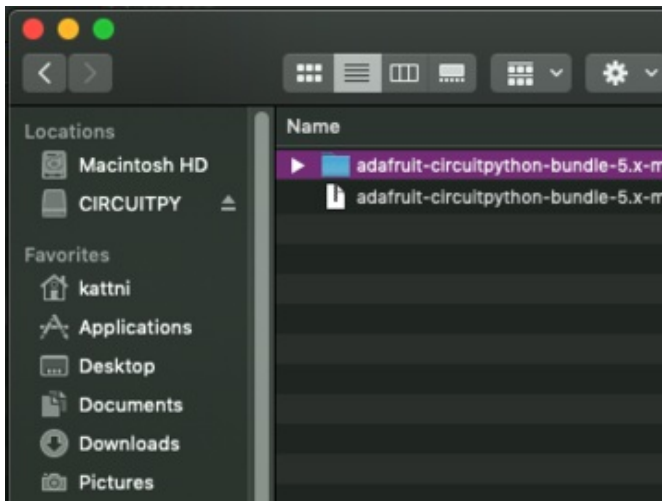 Locations
Macintosh HD
CIRCUITPY
Favorites
kattni
Applications
Desktop
Documents
Downloads
Pictures
Name
adafruit-circuitpython-bundle-5.x-m
adafruit-circuitpython-bundle-5.x-m